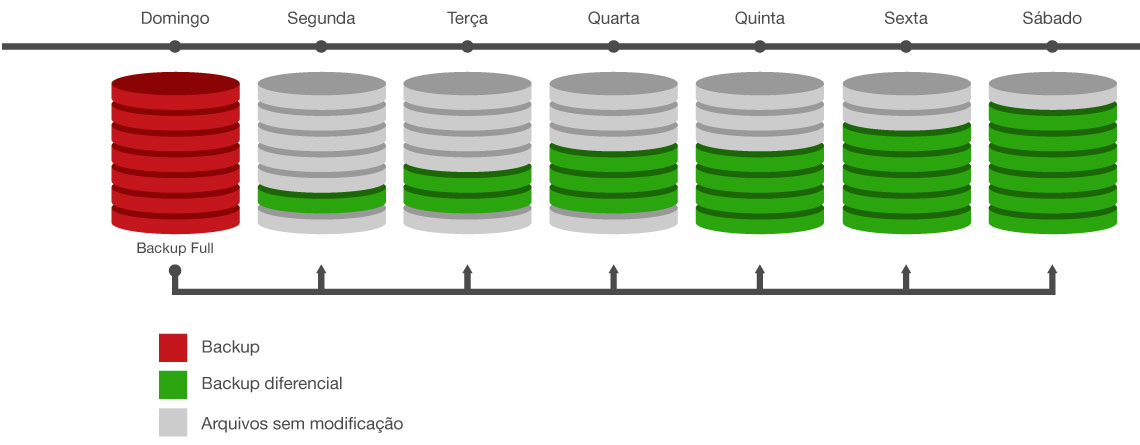 Domingo Segunda Terça Quarta Quinta Sexta Sábado
Backup Full
Backup
Backup diferencial
Arquivos sem modificação